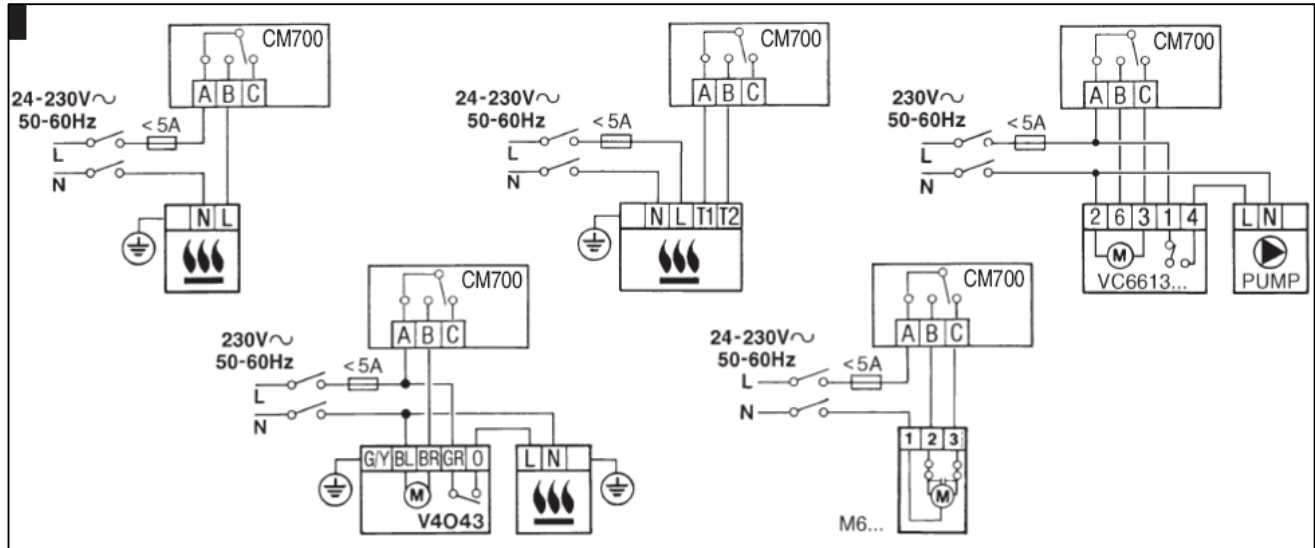 CM700
A B C
24-230V～
50-60Hz
<5A
L
N
N L
CM700
A B C
24-230V～
50-60Hz
<5A
L
N
N L T1 T2
CM700
A B C
230V～
50-60Hz
<5A
L
N
2 6 3 1 4
M
VC6613...
L N
PUMP
CM700
A B C
230V～
50-60Hz
<5A
L
N
G/Y BL BR GR O
M
V4O43
L N
CM700
A B C
24-230V～
50-60Hz
<5A
L
N
1 2 3
M
M6...